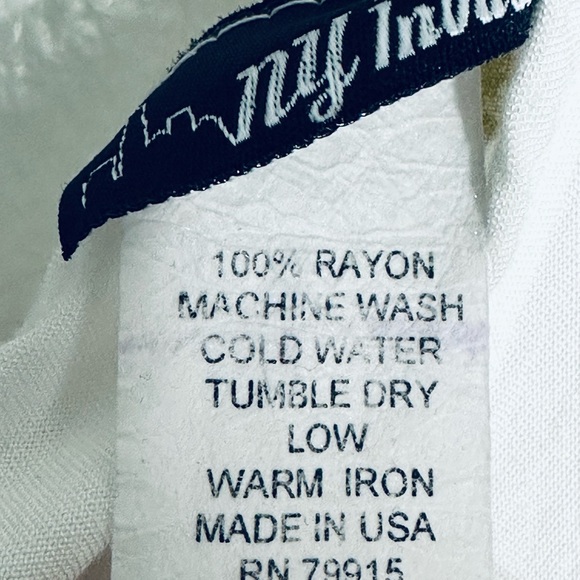 NY
100% RAYON
MACHINE WASH
COLD WATER
TUMBLE DRY
LOW
WARM IRON
MADE IN USA
RN 79915